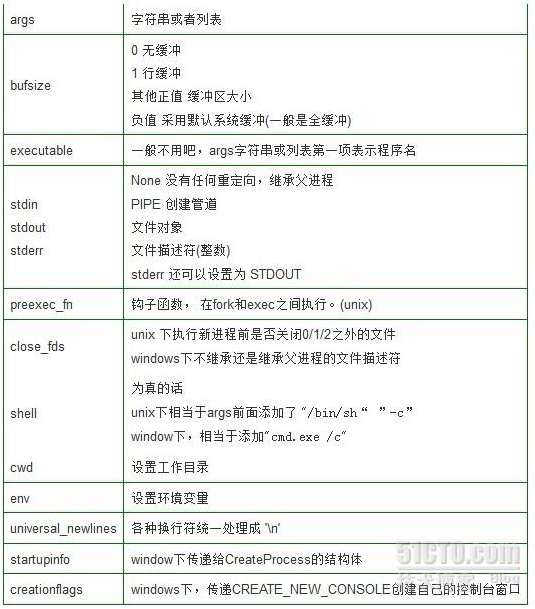 args 字符串或者列表
bufsize
0 无缓冲
1 行缓冲
其他正值 缓冲区大小
负值 采用默认系统缓冲(一般是全缓冲)
executable 一般不用吧，args字符串或列表第一项表示程序名
stdin
stdout
stderr
None 没有任何重定向，继承父进程
PIPE 创建管道
文件对象
文件描述符(整数)
stderr 还可以设置为 STDOUT
preexec_fn 钩子函数， 在fork和exec之间执行。(unix)
close_fds
unix 下执行新进程前是否关闭0/1/2之外的文件
windows下不继承还是继承父进程的文件描述符
shell
为真的话
unix下相当于args前面添加了 "/bin/sh“ ”-c”
window下，相当于添加"cmd.exe /c"
cwd 设置工作目录
env 设置环境变量
universal_newlines 各种换行符统一处理成 '\n'
startupinfo window下传递给CreateProcess的结构体
creationflags windows下，传递CREATE_NEW_CONSOLE创建自己的控制台窗口
51CTO.com
技术博客 Blog